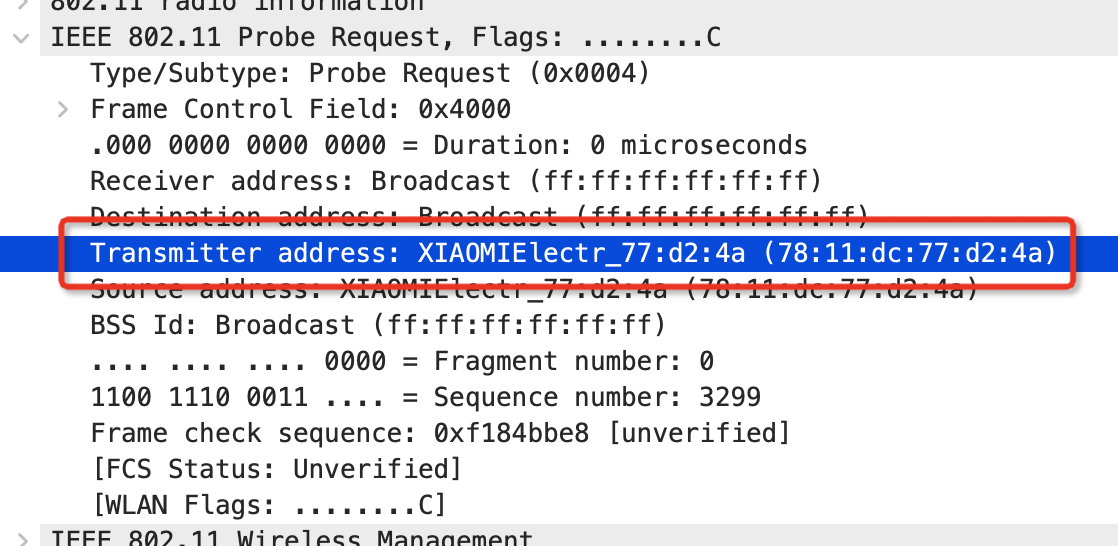 802.11 radio information
IEEE 802.11 Probe Request, Flags: ........C
Type/Subtype: Probe Request (0x0004)
Frame Control Field: 0x4000
.000 0000 0000 0000 = Duration: 0 microseconds
Receiver address: Broadcast (ff:ff:ff:ff:ff:ff)
Destination address: Broadcast (ff:ff:ff:ff:ff:ff)
Transmitter address: XIAOMIElectr_77:d2:4a (78:11:dc:77:d2:4a)
Source address: XIAOMIElectr_77:d2:4a (78:11:dc:77:d2:4a)
BSS Id: Broadcast (ff:ff:ff:ff:ff:ff)
.... .... .... 0000 = Fragment number: 0
1100 1110 0011 .... = Sequence number: 3299
Frame check sequence: 0xf184bbe8 [unverified]
[FCS Status: Unverified]
[WLAN Flags: ........C]
IEEE 802.11 Wireless Management